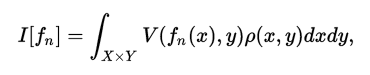 I[f_n] = \int_{X \times Y} V(f_n(x), y) \rho(x, y) dx dy,